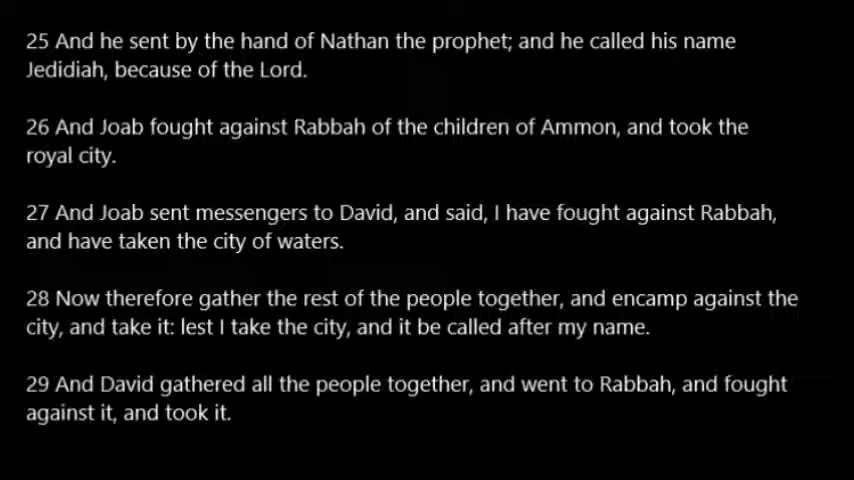 25 And he sent by the hand of Nathan the prophet; and he called his name
Jedidiah, because of the Lord.
26 And Joab fought against Rabbah of the children of Ammon, and took the
royal city.
27 And Joab sent messengers to David, and said, I have fought against Rabbah,
and have taken the city of waters.
28 Now therefore gather the rest of the people together, and encamp against the
city, and take it: lest I take the city, and it be called after my name.
29 And David gathered all the people together, and went to Rabbah, and fought
against it, and took it.